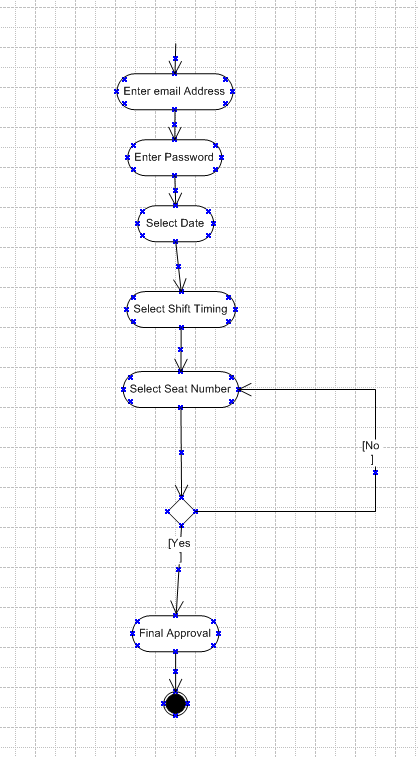 Enter email Address
Enter Password
Select Date
Select Shift Timing
Select Seat Number
[No
]
[Yes
]
Final Approval